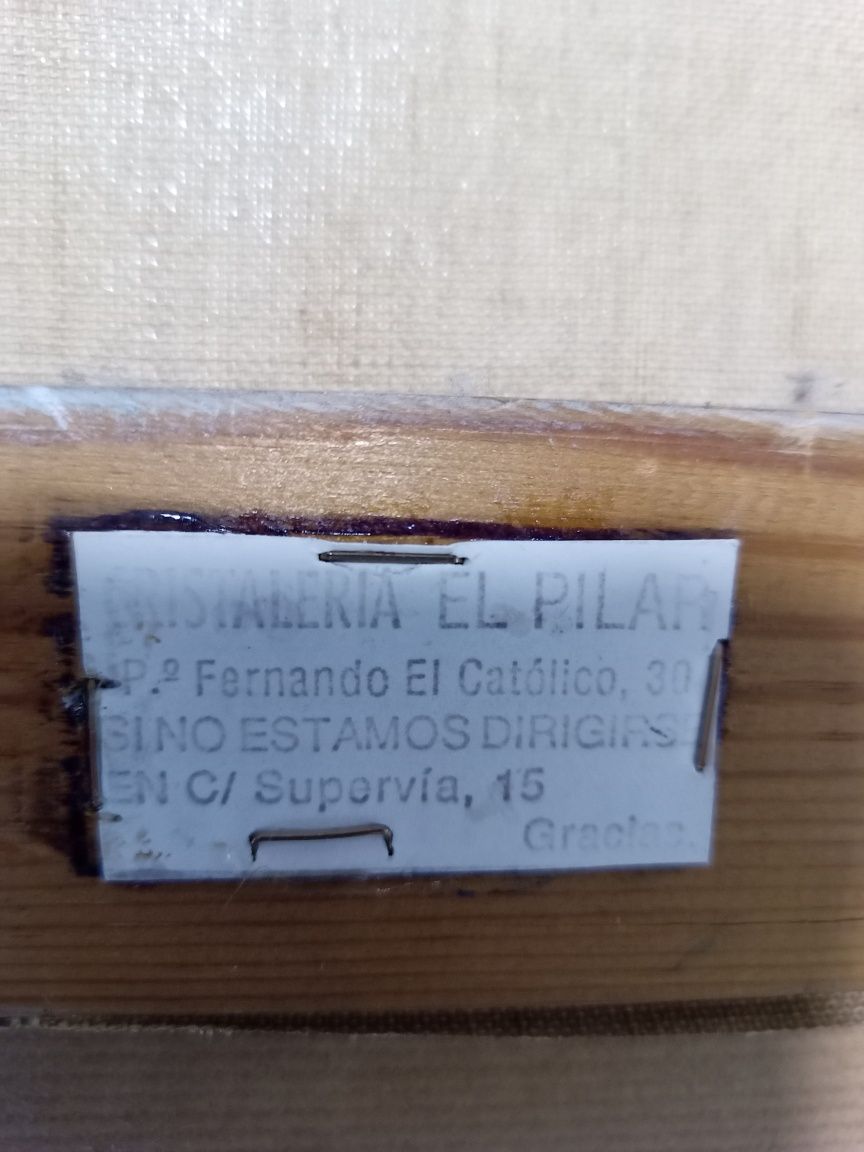 CRISTALERIA EL PILAR
P.º Fernando El Católico, 30
SI NO ESTAMOS DIRIGIRSE
EN C/ Supervía, 15
Gracias.